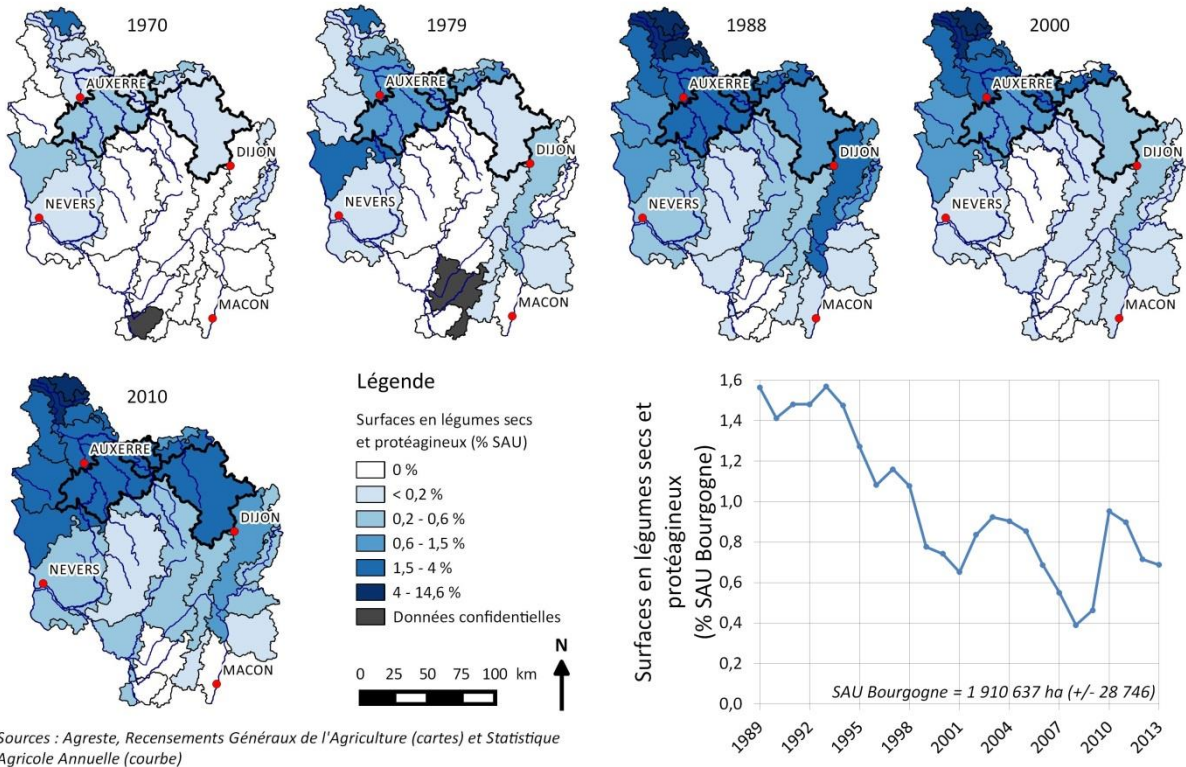 1970
AUXERRE
DIJON
NEVERS
MACON
1979
AUXERRE
DIJON
NEVERS
MACON
1988
AUXERRE
DIJON
NEVERS
MACON
2000
AUXERRE
DIJON
NEVERS
MACON
2010
AUXERRE
DIJON
NEVERS
MACON
Légende
Surfaces en légumes secs
et protéagineux (% SAU)
0 %
< 0,2 %
0,2 - 0,6 %
0,6 - 1,5 %
1,5 - 4 %
4 - 14,6 %
Données confidentielles
0 25 50 75 100 km
N
Surfaces en légumes secs et
protéagineux
(% SAU Bourgogne)
1,6
1,4
1,2
1,0
0,8
0,6
0,4
0,2
0,0
SAU Bourgogne = 1 910 637 ha (+/- 28 746)
1989 1992 1995 1998 2001 2004 2007 2010 2013
Sources : Agreste, Recensements Généraux de l'Agriculture (cartes) et Statistique
Agricole Annuelle (courbe)